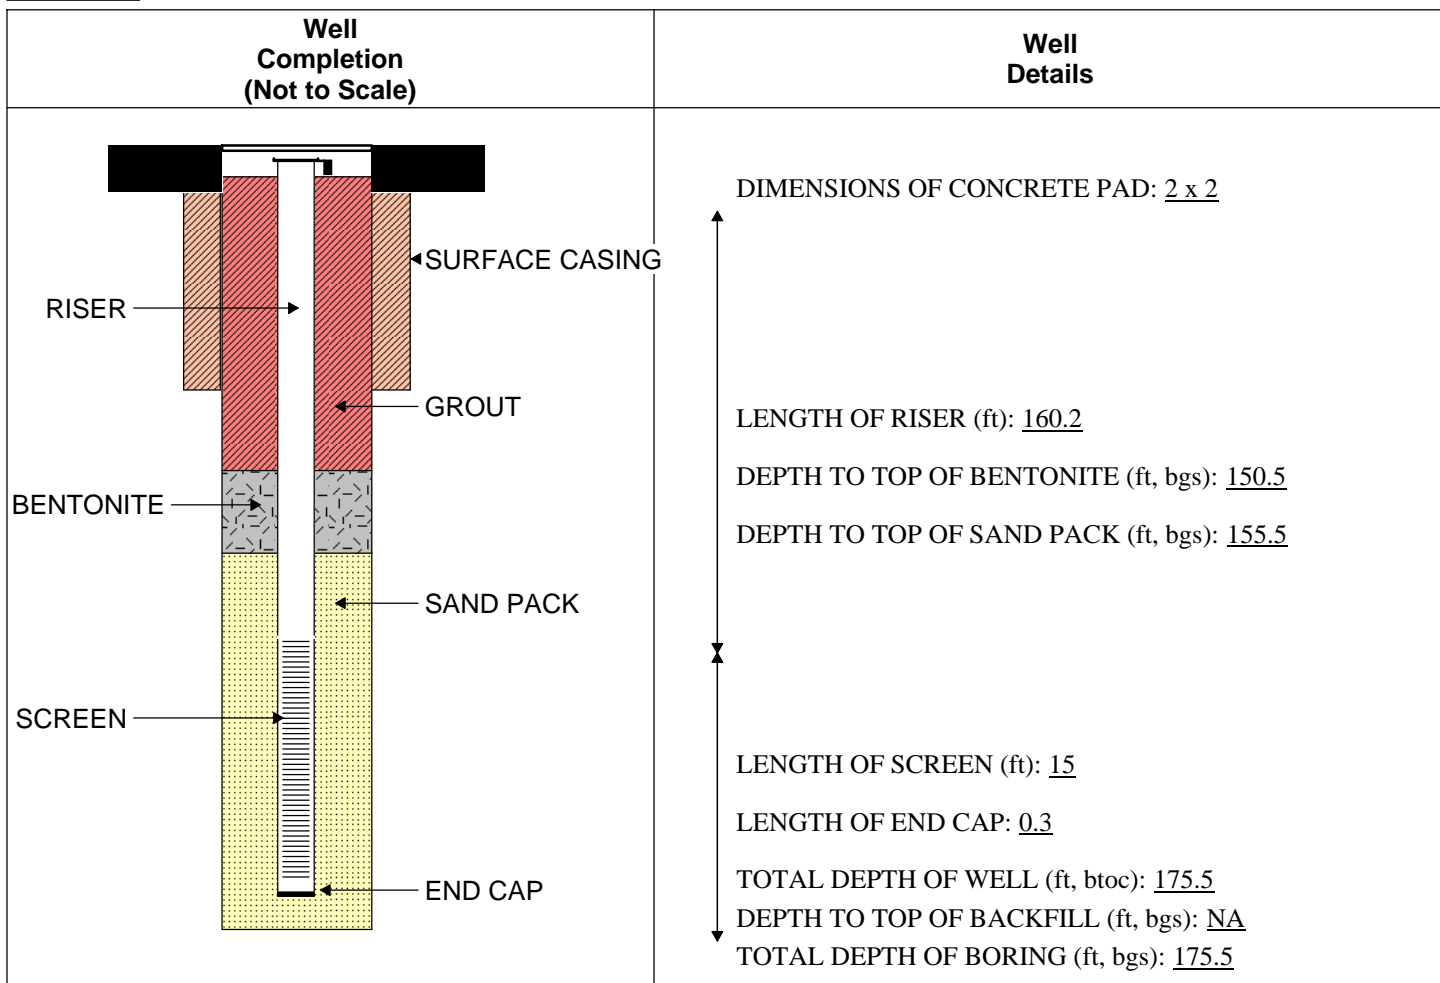 Well
Completion
(Not to Scale)
Well
Details
DIMENSIONS OF CONCRETE PAD: 2 x 2
SURFACE CASING
RISER
GROUT
LENGTH OF RISER (ft): 160.2
DEPTH TO TOP OF BENTONITE (ft, bgs): 150.5
BENTONITE
DEPTH TO TOP OF SAND PACK (ft, bgs): 155.5
SAND PACK
SCREEN
LENGTH OF SCREEN (ft): 15
LENGTH OF END CAP: 0.3
END CAP
TOTAL DEPTH OF WELL (ft, btoc): 175.5
DEPTH TO TOP OF BACKFILL (ft, bgs): NA
TOTAL DEPTH OF BORING (ft, bgs): 175.5